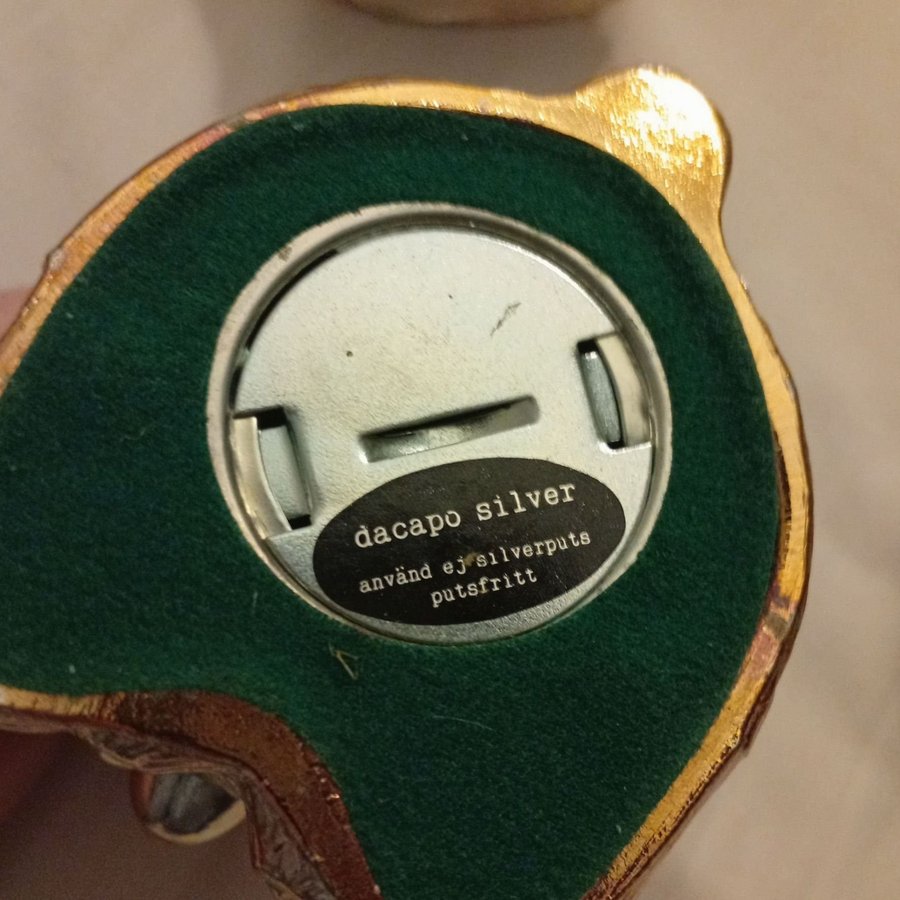 dacapo silver
använd ej silverputs
putsfritt